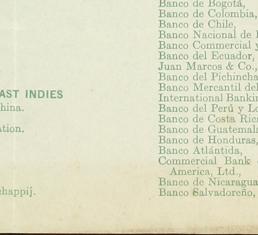 AST INDIES
hina.
ation.
chappij.
Banco de Bogotá,
Banco de Colombia,
Banco de Chile,
Banco Nacional de
Banco Commercial y
Banco del Ecuador,
Juan Marcos & Co.,
Banco del Pichincha
Banco Mercantil del
International Bankin
Banco del Perú y Lo
Banco de Costa Ric
Banco de Guatemala
Banco de Honduras,
Banco Atlántida,
Commercial Bank
America, Ltd.,
Banco de Nicaragua
Banco Salvadoreño,